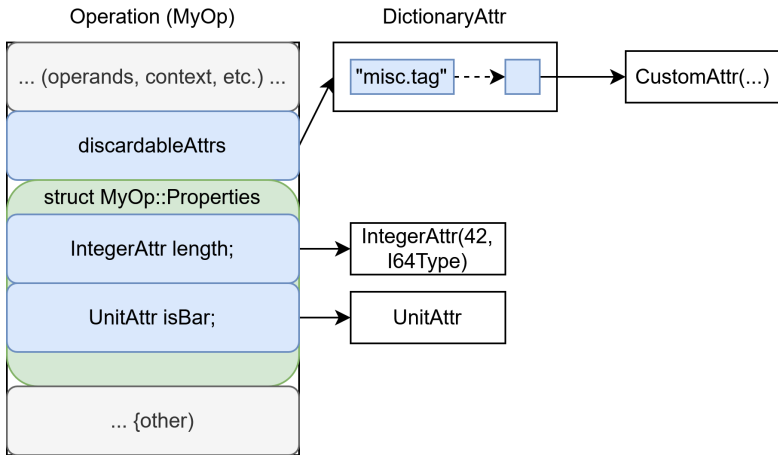 Operation (MyOp)
DictionaryAttr
... (operands, context, etc.) ...
"misc.tag"
CustomAttr(...)
discardableAttrs
struct MyOp::Properties
IntegerAttr length;
IntegerAttr(42,
I64Type)
UnitAttr isBar;
UnitAttr
... {other)